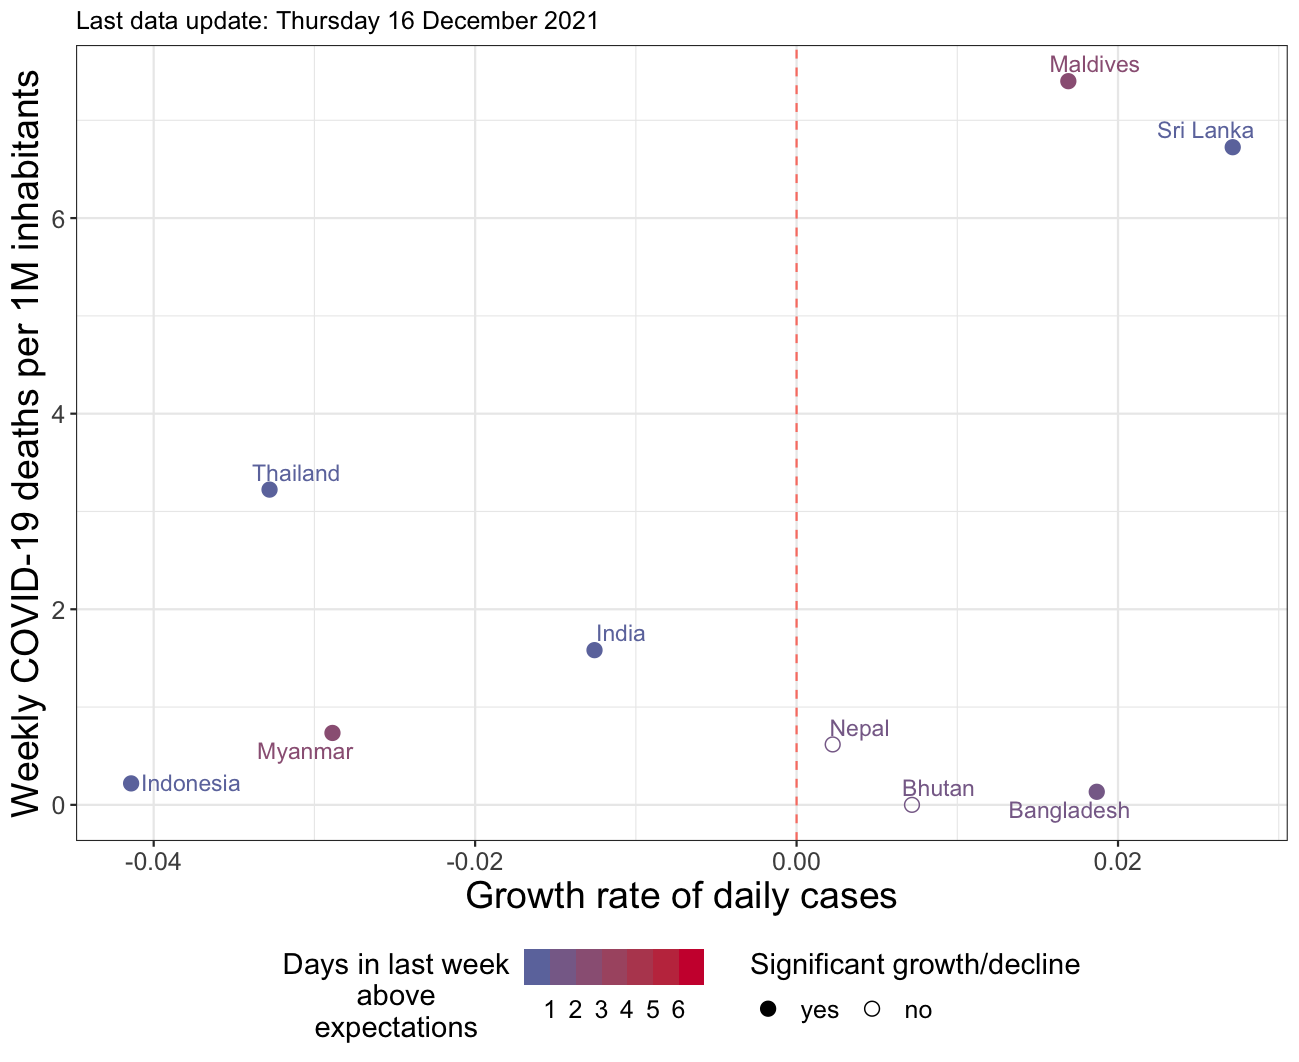 Last data update: Thursday 16 December 2021
Weekly COVID-19 deaths per 1M inhabitants
Maldives
Sri Lanka
6
4
Thailand
2
India
Nepal
Myanmar
Indonesia
Bhutan
0
Bangladesh
-0.04 -0.02 0.00 0.02
Growth rate of daily cases
Days in last week
above
expectations
1 2 3 4 5 6
Significant growth/decline
yes no